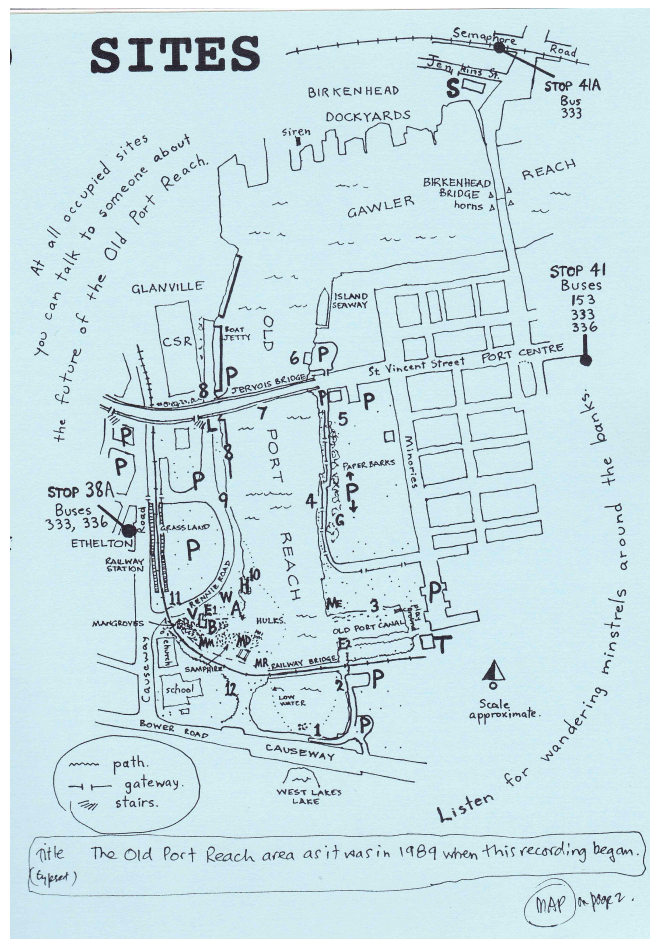 SITES
Semaphore Road
Jenkins St.
S
STOP 41A
Bus
333
BIRKENHEAD
DOCKYARDS
siren
At all occupied sites
you can talk to someone about
the future of the Old Port Reach.
BIRKENHEAD
BRIDGE
horns
REACH
GAWLER
STOP 41
Buses
153
333
336
GLANVILLE
ISLAND
SEAWAY
CSR
BOAT
JETTY
OLD
6
P
P
St Vincent Street
PORT CENTRE
8
JERVOIS BRIDGE
7
P
5
P
L
P
PORT
8
P
P
Minories
PAPERBARKS
P
STOP 38A
Buses
333, 336
9
4
G
ETHELTON
RAILWAY
STATION
Road
GRASSLAND
P
REACH
RENNIE ROAD
H
10
11
W
A
V
E1
B
ME
3
P
MANGROVES
HULKS
OLD PORT CANAL
playground
MM
MD
E2
T
Causeway
church
SAMPHIRE
MR
RAILWAY BRIDGE
school
12
LOW
WATER
2
P
Scale
approximate.
1
P
BOWER ROAD
CAUSEWAY
WEST LAKES
LAKE
Listen for wandering minstrels around the banks.
path.
gateway.
stairs.
Title The Old Port Reach area as it was in 1989 when this recording began.
(Typeset)
MAP on page 2.